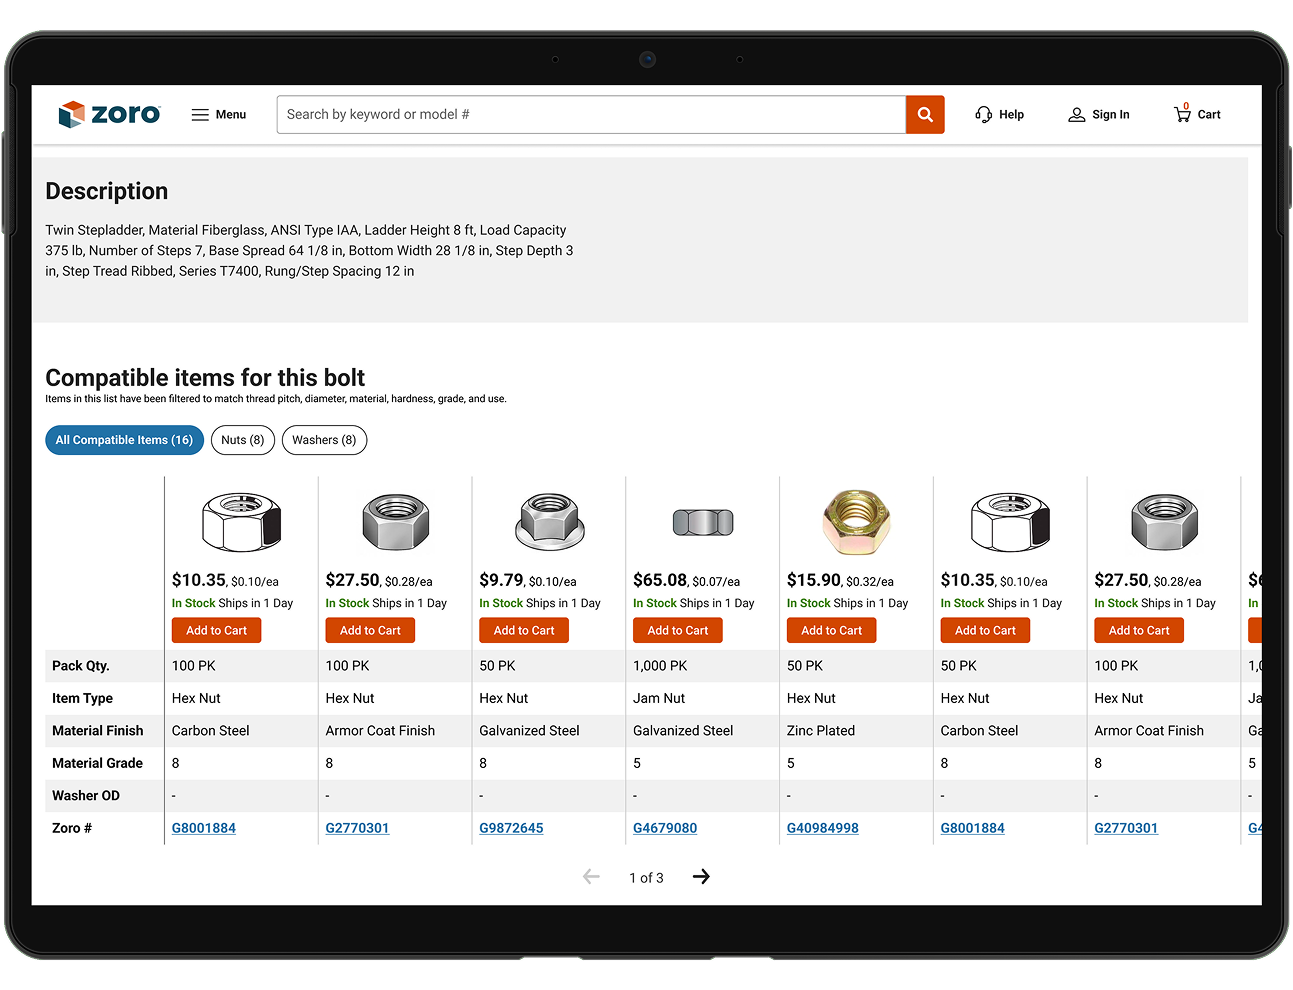 zoro
Menu
Search by keyword or model #
Help
Sign In
0
Cart
Description
Twin Stepladder, Material Fiberglass, ANSI Type IAA, Ladder Height 8 ft, Load Capacity
375 lb, Number of Steps 7, Base Spread 64 1/8 in, Bottom Width 28 1/8 in, Step Depth 3
in, Step Tread Ribbed, Series T7400, Rung/Step Spacing 12 in
Compatible items for this bolt
Items in this list have been filtered to match thread pitch, diameter, material, hardness, grade, and use.
All Compatible Items (16) Nuts (8) Washers (8)
$10.35, $0.10/ea $27.50, $0.28/ea $9.79, $0.10/ea $65.08, $0.07/ea $15.90, $0.32/ea $10.35, $0.10/ea $27.50, $0.28/ea
In Stock Ships in 1 Day In Stock Ships in 1 Day In Stock Ships in 1 Day In Stock Ships in 1 Day In Stock Ships in 1 Day In Stock Ships in 1 Day In Stock Ships in 1 Day In
Add to Cart Add to Cart Add to Cart Add to Cart Add to Cart Add to Cart Add to Cart
Pack Qty. 100 PK 100 PK 50 PK 1,000 PK 50 PK 50 PK 100 PK
Item Type Hex Nut Hex Nut Hex Nut Jam Nut Hex Nut Hex Nut Hex Nut Ja
Material Finish Carbon Steel Armor Coat Finish Galvanized Steel Galvanized Steel Zinc Plated Carbon Steel Armor Coat Finish Ga
Material Grade 8 8 8 5 5 8 8 5
Washer OD - - - - - - - -
Zoro # G8001884 G2770301 G9872645 G4679080 G40984998 G8001884 G2770301 G4
1 of 3